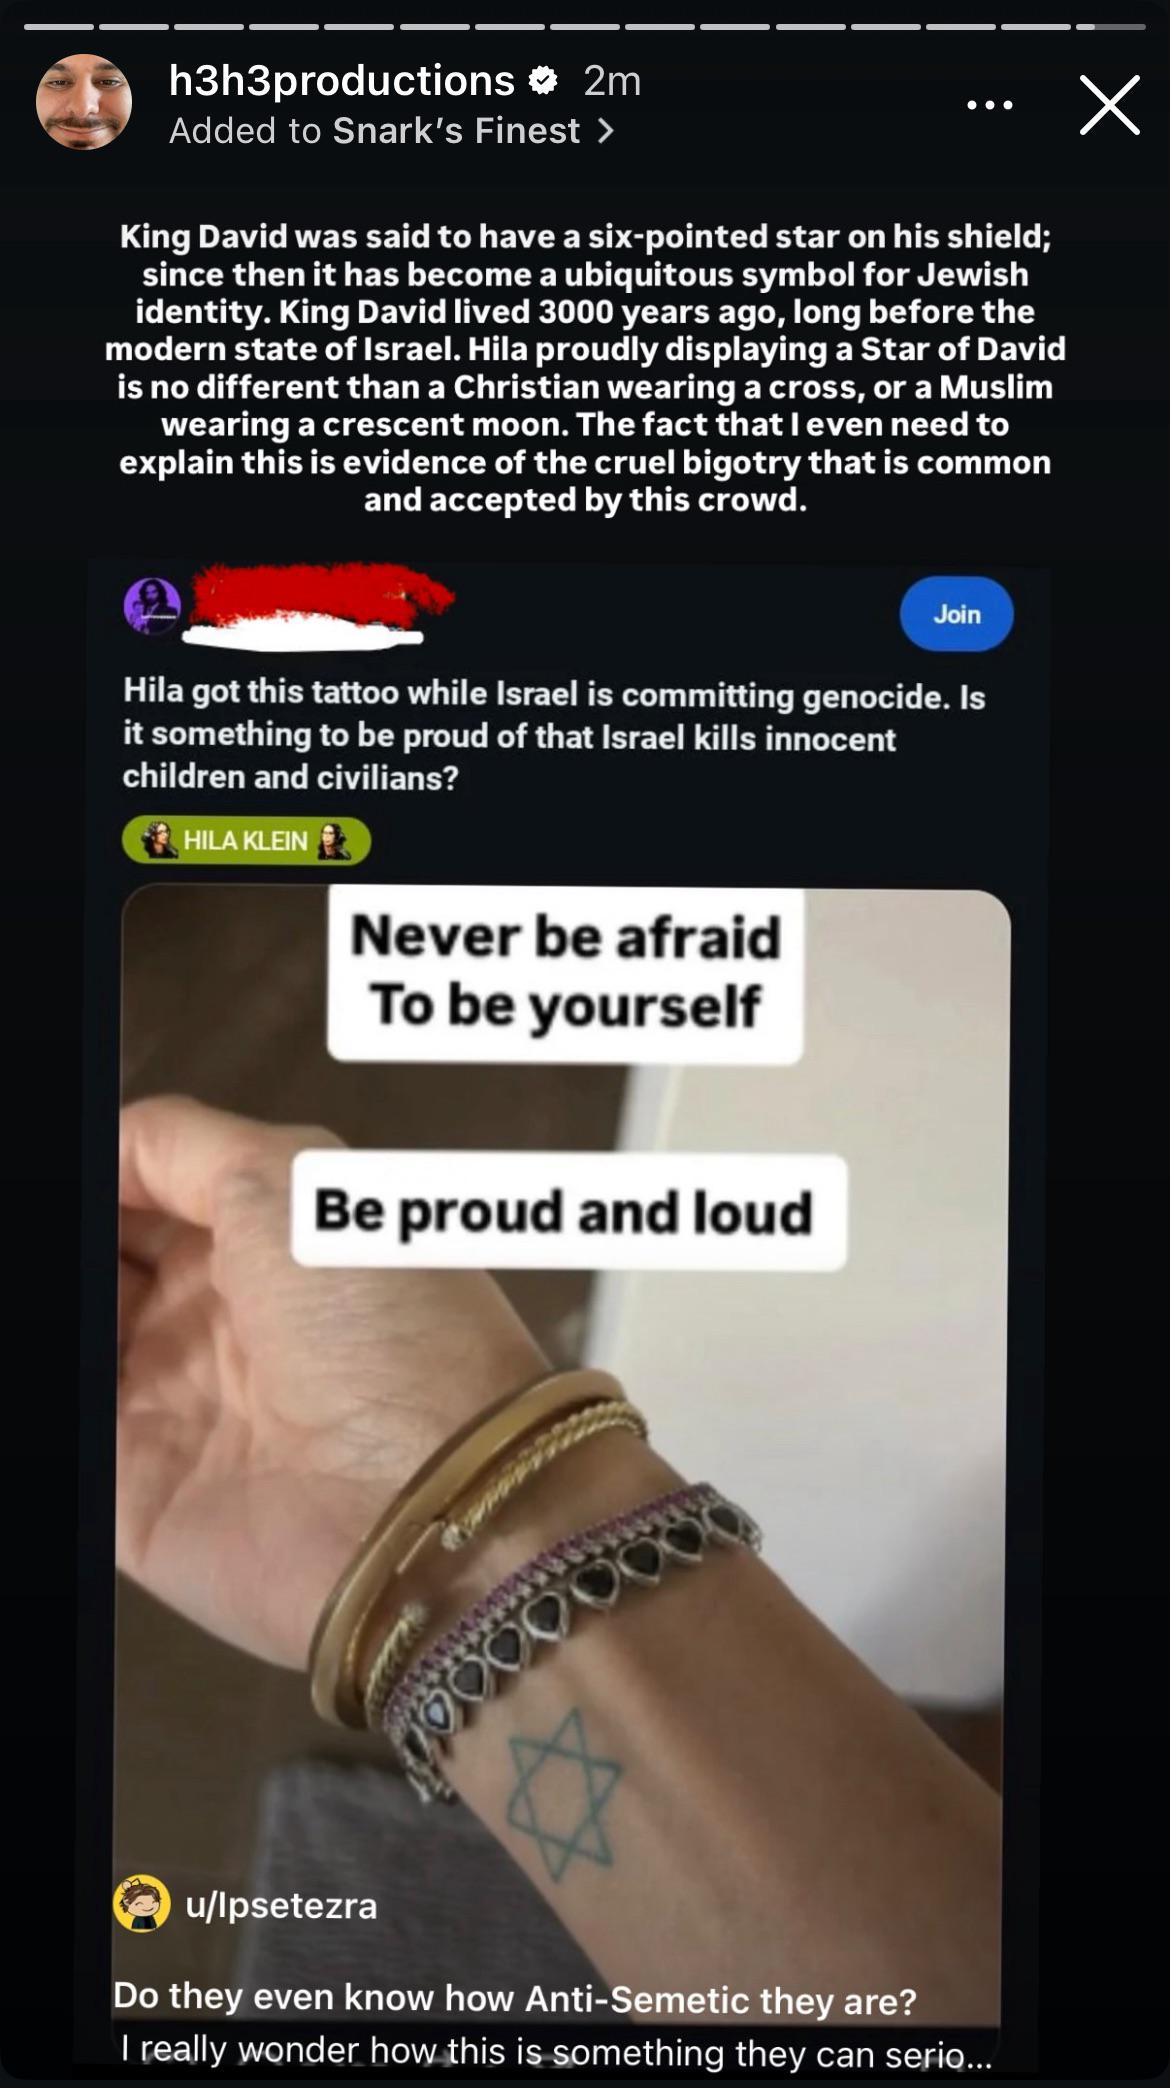 h3h3productions 2m
Added to Snark's Finest >
King David was said to have a six-pointed star on his shield;
since then it has become a ubiquitous symbol for Jewish
identity. King David lived 3000 years ago, long before the
modern state of Israel. Hila proudly displaying a Star of David
is no different than a Christian wearing a cross, or a Muslim
wearing a crescent moon. The fact that I even need to
explain this is evidence of the cruel bigotry that is common
and accepted by this crowd.
Join
Hila got this tattoo while Israel is committing genocide. Is
it something to be proud of that Israel kills innocent
children and civilians?
HILA KLEIN
Never be afraid
To be yourself
Be proud and loud
u/Ipsetezra
Do they even know how Anti-Semetic they are?
I really wonder how this is something they can serio...